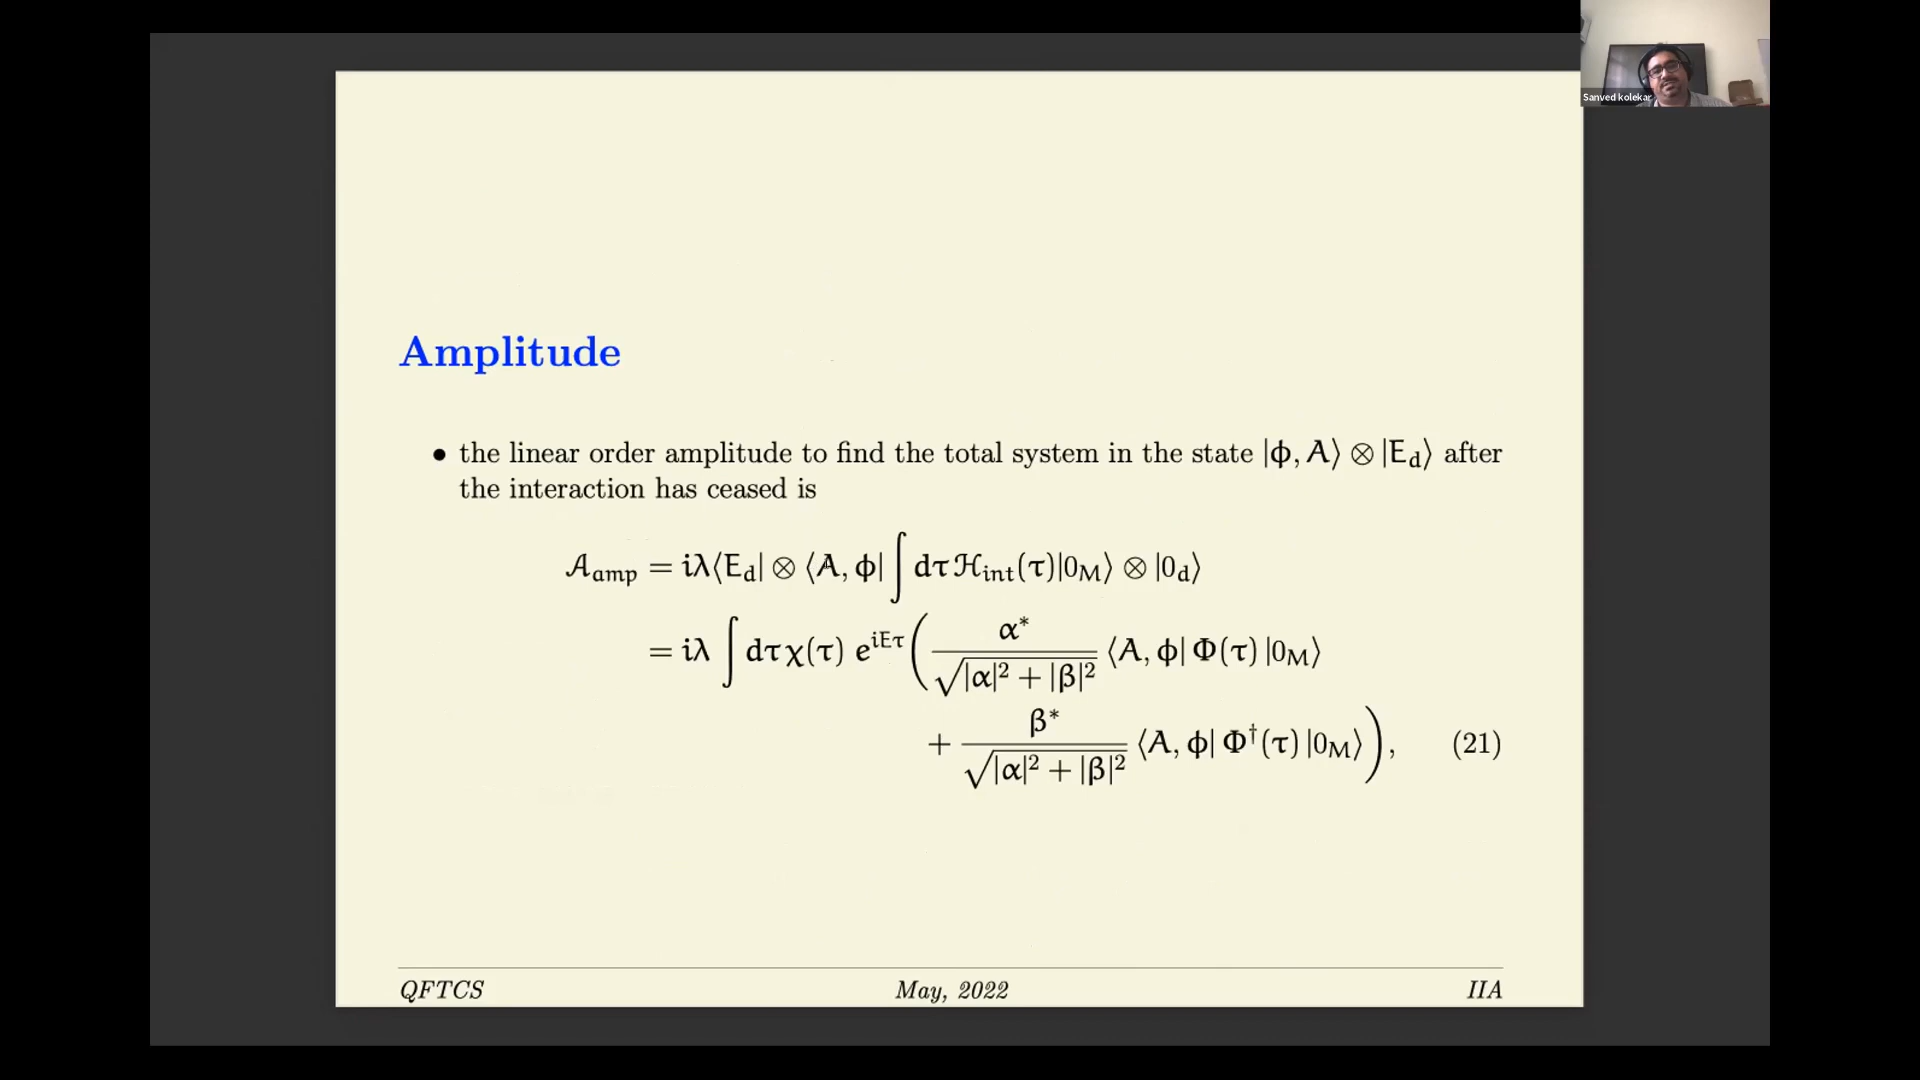 Sanved kolekar
Amplitude
• the linear order amplitude to find the total system in the state |ϕ, A⟩ ⊗ |E_d⟩ after
the interaction has ceased is
𝒜_amp = iλ⟨E_d| ⊗ ⟨A, ϕ| ∫ dτ ℋ_int(τ)|0_M⟩ ⊗ |0_d⟩
= iλ ∫ dτχ(τ) e^{iEτ} ( α* / √(|α|² + |β|²) ⟨A, ϕ| Φ(τ) |0_M⟩
+ β* / √(|α|² + |β|²) ⟨A, ϕ| Φ†(τ) |0_M⟩ ), (21)
QFTCS May, 2022 IIA